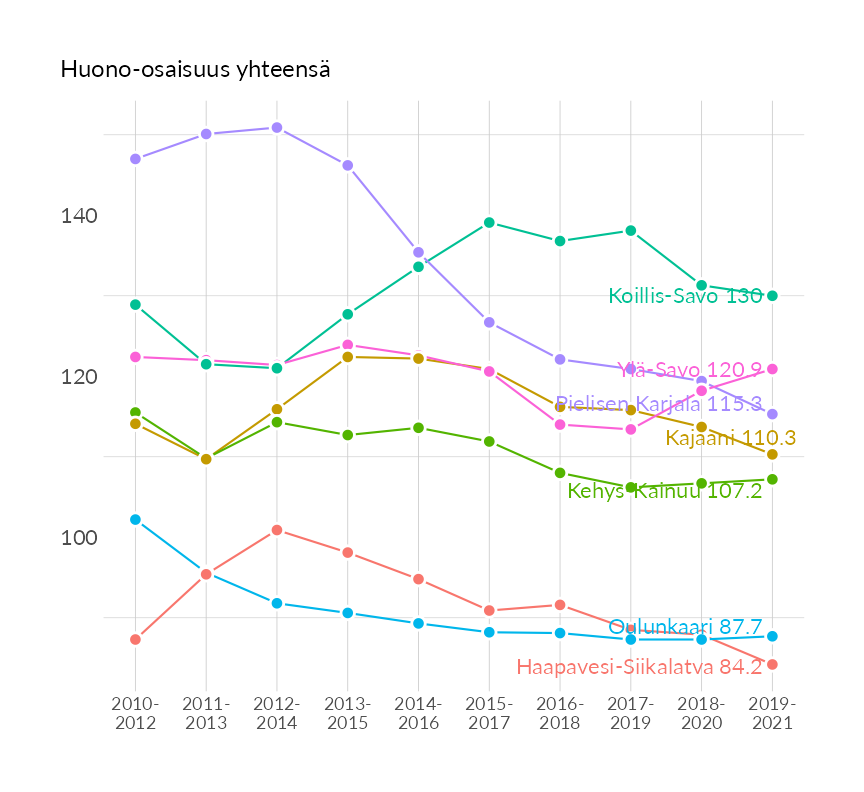 Huono-osaisuus yhteensä
140
120
100
Koillis-Savo 130
Ylä-Savo 120.9
Pielisen Karjala 115.3
Kajaani 110.3
Kehys-Kainuu 107.2
Oulunkaari 87.7
Haapavesi-Siikalatva 84.2
2010- 2011- 2012- 2013- 2014- 2015- 2016- 2017- 2018- 2019-
2012 2013 2014 2015 2016 2017 2018 2019 2020 2021